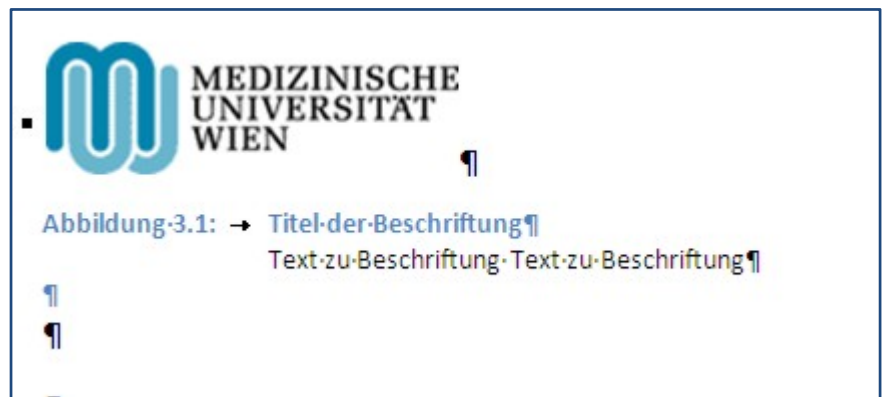 MEDIZINISCHE
UNIVERSITÄT
WIEN
¶
Abbildung·3.1: → Titel·der·Beschriftung¶
Text·zu·Beschriftung·Text·zu·Beschriftung¶
¶
¶